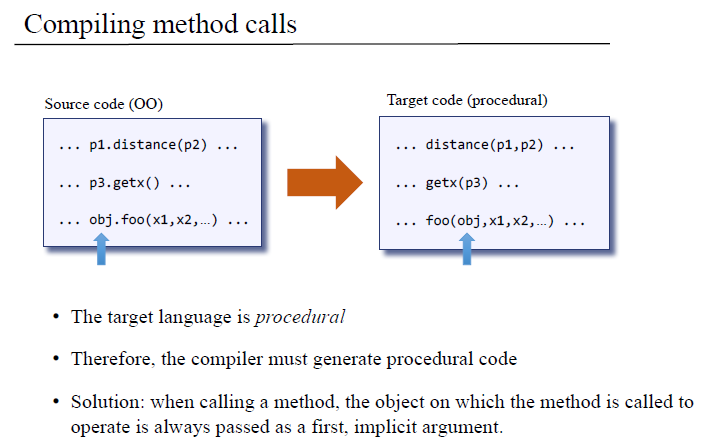 Compiling method calls
Source code (OO)
... p1.distance(p2) ...
... p3.getx() ...
... obj.foo(x1,x2,…) ...
Target code (procedural)
... distance(p1,p2) ...
... getx(p3) ...
... foo(obj,x1,x2,…) ...
• The target language is procedural
• Therefore, the compiler must generate procedural code
• Solution: when calling a method, the object on which the method is called to
operate is always passed as a first, implicit argument.